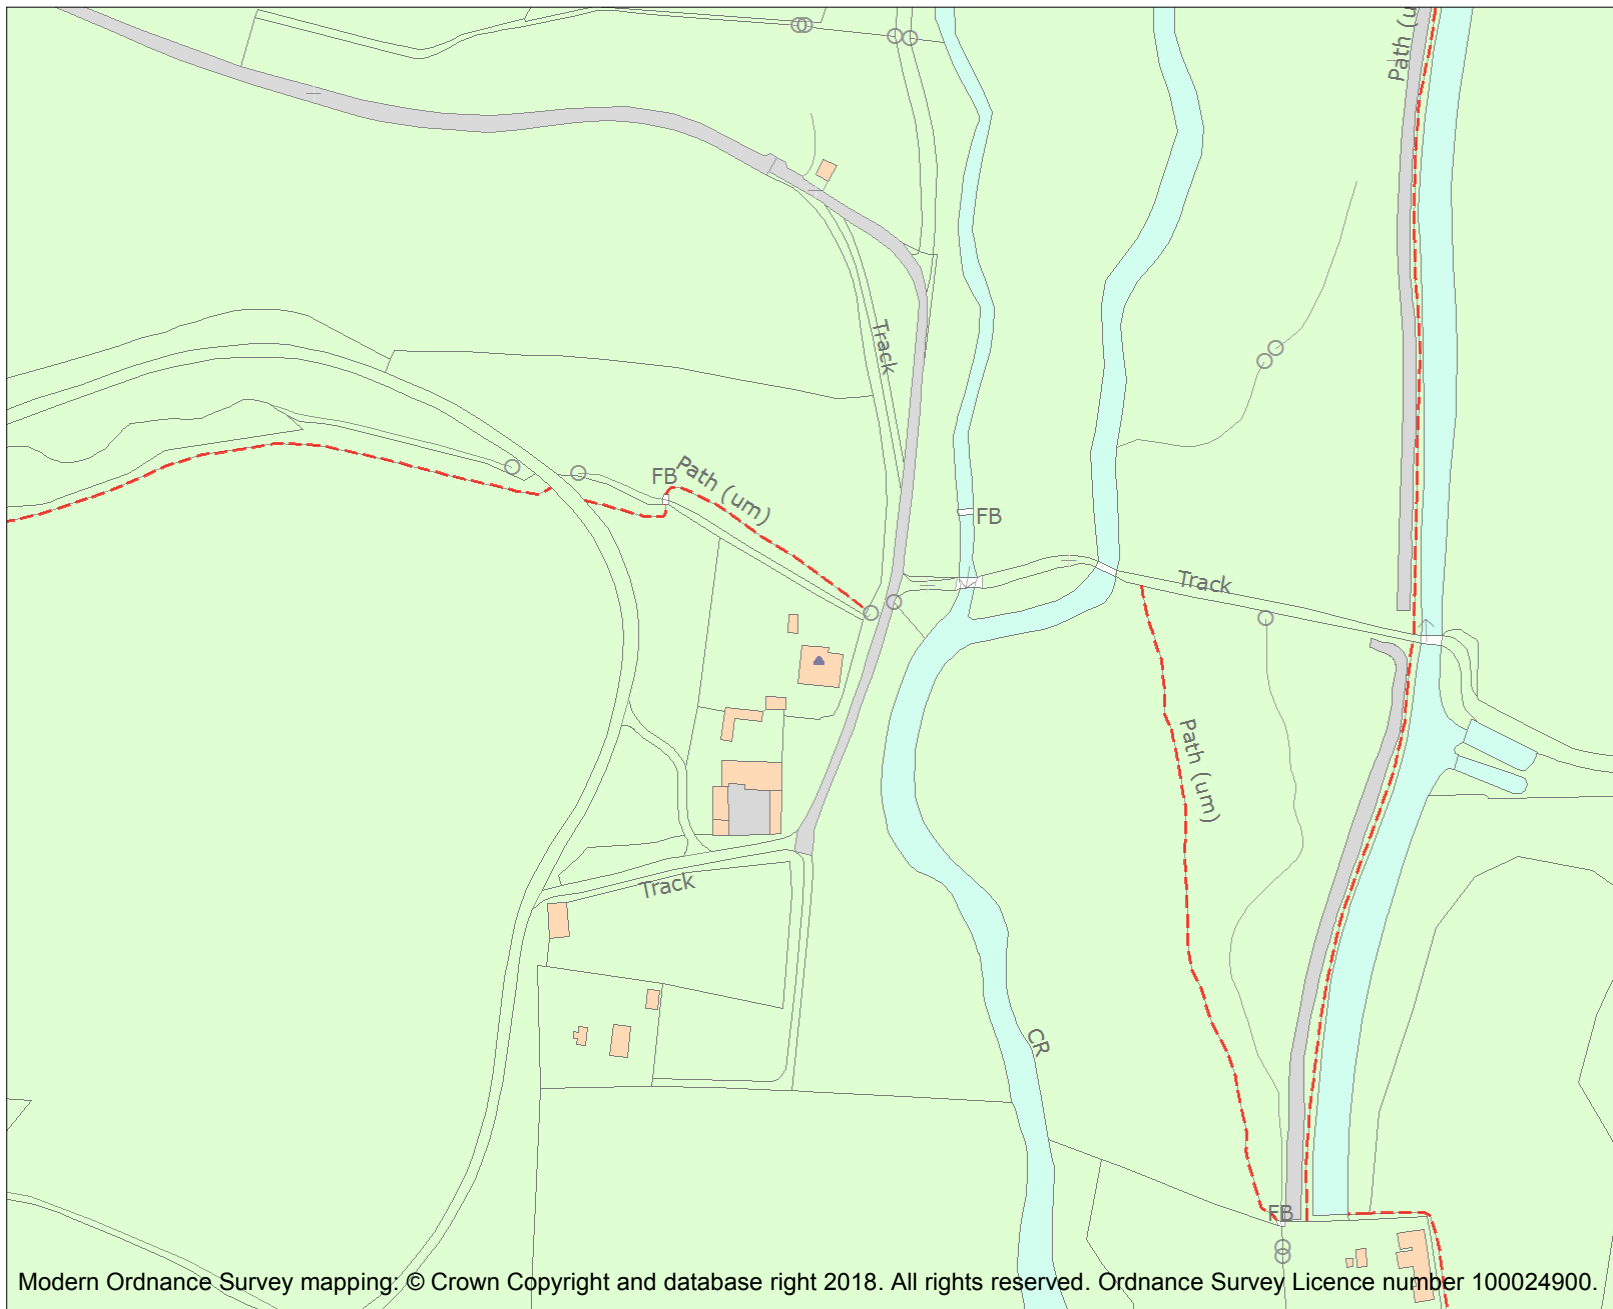 Path (u
Track
FB
Path (um)
FB
Track
Path (um)
Track
CR
FB
Modern Ordnance Survey mapping: © Crown Copyright and database right 2018. All rights reserved. Ordnance Survey Licence number 100024900.